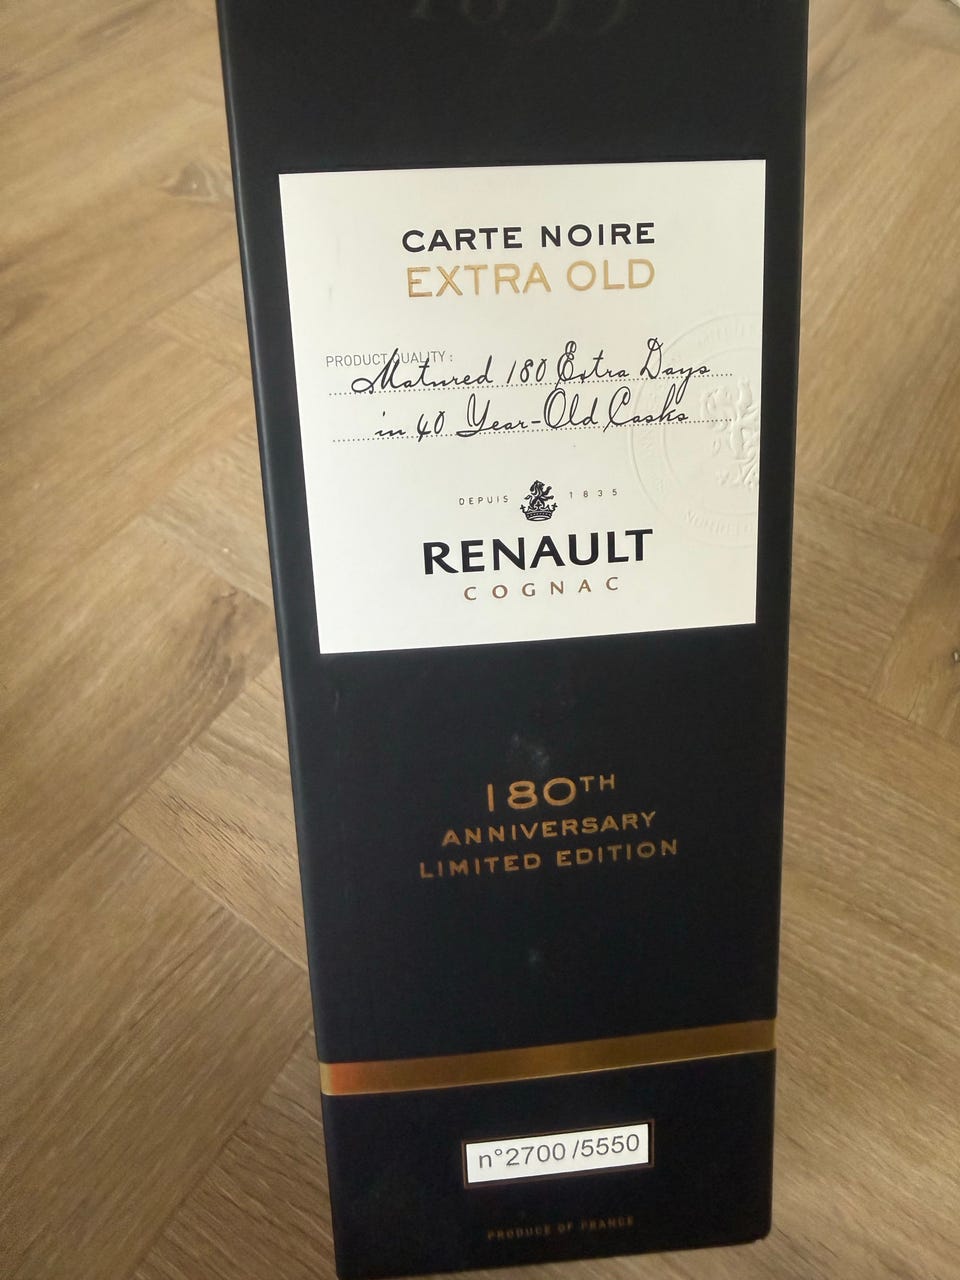 1835
CARTE NOIRE
EXTRA OLD
PRODUCT QUALITY :
Matured 180 Extra Days
in 40 Year-Old Casks
DEPUIS 1835
RENAULT
COGNAC
180TH
ANNIVERSARY
LIMITED EDITION
n°2700/5550
PRODUCE OF FRANCE